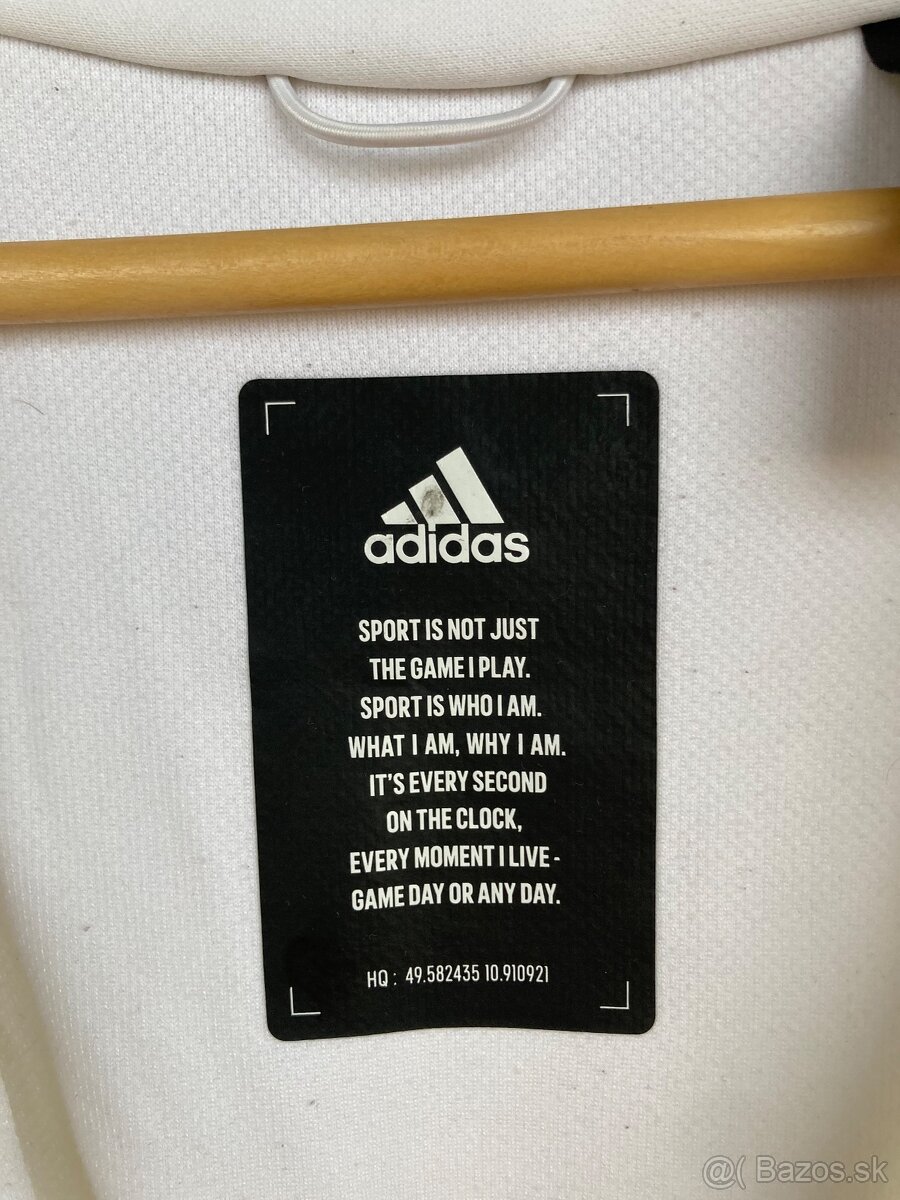 adidas
SPORT IS NOT JUST
THE GAME I PLAY.
SPORT IS WHO I AM.
WHAT I AM, WHY I AM.
IT'S EVERY SECOND
ON THE CLOCK,
EVERY MOMENT I LIVE -
GAME DAY OR ANY DAY.
HQ: 49.582435 10.910921
@( Bazos.sk